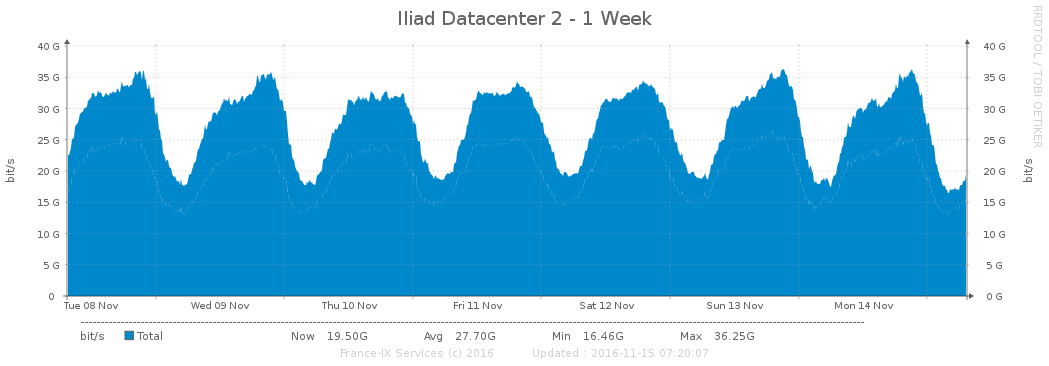 Iliad Datacenter 2 - 1 Week
RRDTOOL / TOBI OETIKER
bit/s
40 G 40 G
35 G 35 G
30 G 30 G
25 G 25 G
20 G 20 G
15 G 15 G
10 G 10 G
5 G 5 G
0 0 G
bit/s
Tue 08 Nov Wed 09 Nov Thu 10 Nov Fri 11 Nov Sat 12 Nov Sun 13 Nov Mon 14 Nov
bit/s Total Now 19.50G Avg 27.70G Min 16.46G Max 36.25G
France-IX Services (c) 2016 Updated : 2016-11-15 07:20:07